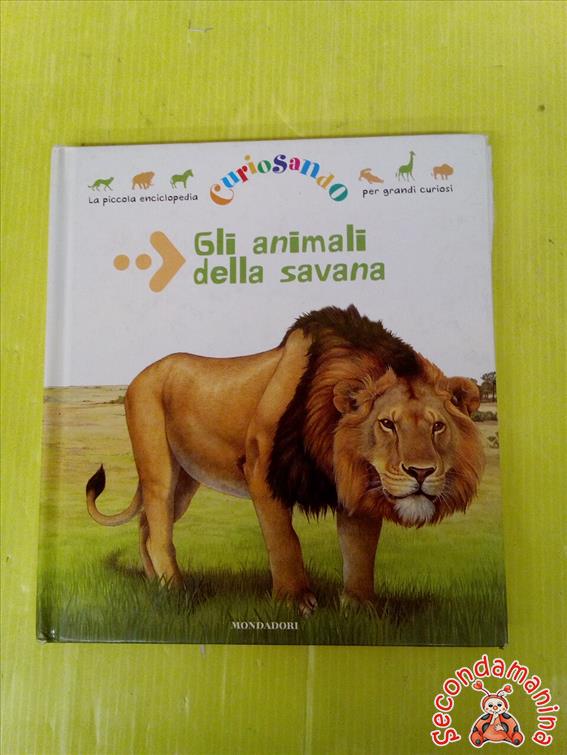 Curiosando
La piccola enciclopedia
per grandi curiosi
Gli animali
della savana
MONDADORI
Secondamanina